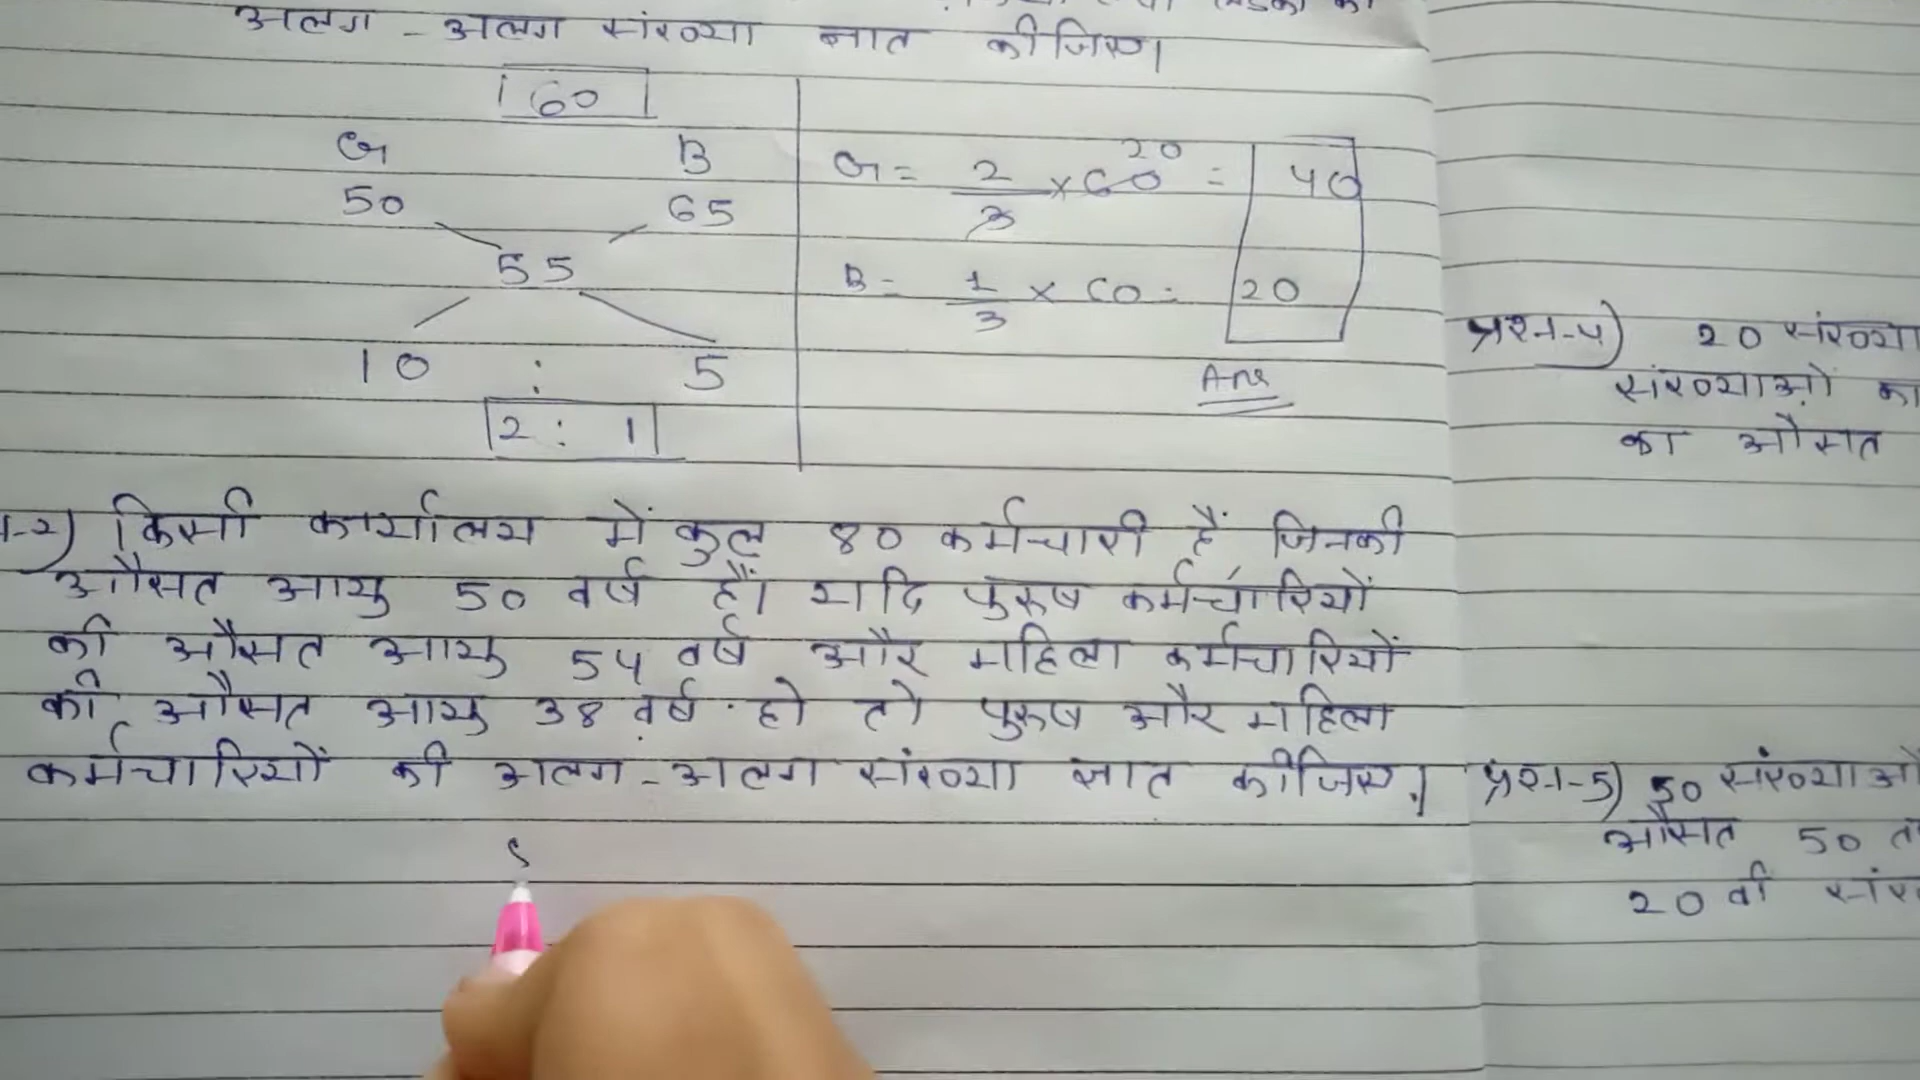 अलग - अलग संख्या ज्ञात कीजिए।
60
G B
50 65
55
10 : 5
2 : 1
G = 2/3 × 60 20 = 40
B = 1/3 × 60 = 20
Ans
-2) किसी कार्यालय में कुल 80 कर्मचारी हैं जिनकी
औसत आयु 50 वर्ष हैं। यदि पुरुष कर्मचारियों
की औसत आयु 54 वर्ष और महिला कर्मचारियों
की औसत आयु 38 वर्ष हो तो पुरुष और महिला
कर्मचारियों की अलग - अलग संख्या ज्ञात कीजिए।
प्रश्न-4) 20 संख्या
संख्याओं का
का औसत
प्रश्न-5) 50 संख्याओं
औसत 50
20 वी